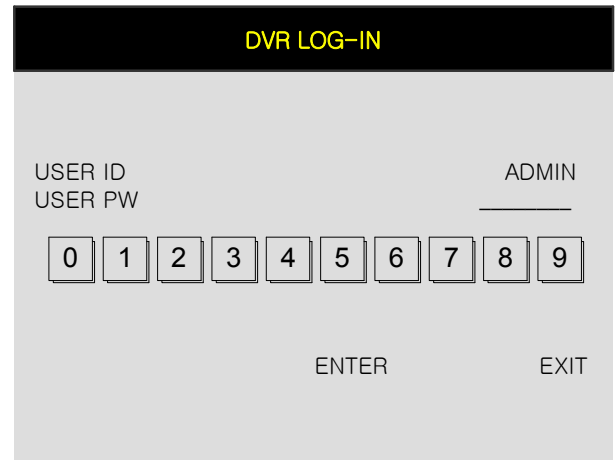 DVR LOG-IN
USER ID ADMIN
USER PW ________
0 1 2 3 4 5 6 7 8 9
ENTER EXIT